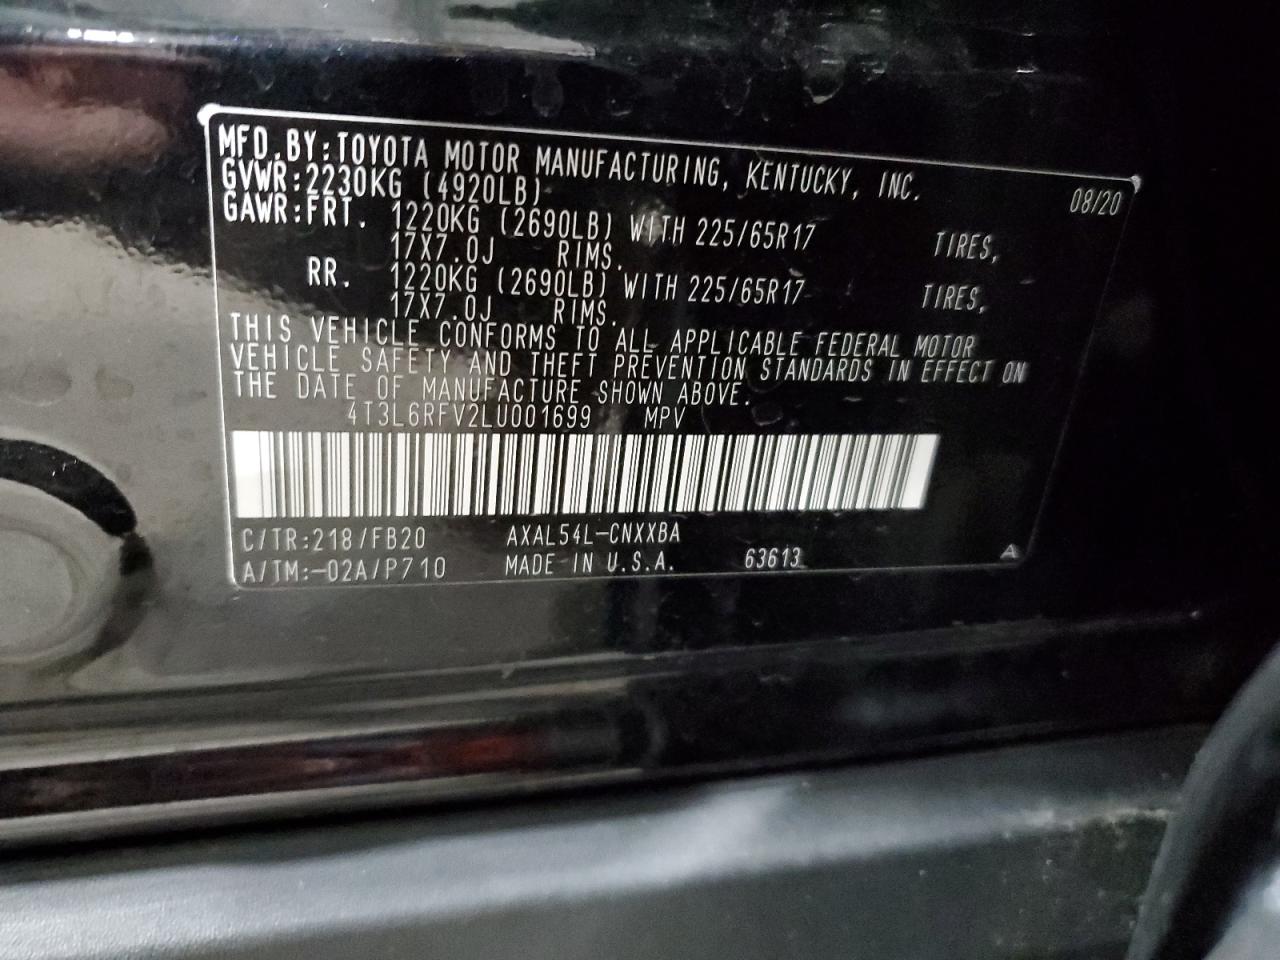 MFD.BY:TOYOTA MOTOR MANUFACTURING, KENTUCKY, INC.
GVWR:2230KG (4920LB) 08/20
GAWR:FRT. 1220KG (2690LB) WITH 225/65R17 TIRES,
17X7.0J RIMS.
RR. 1220KG (2690LB) WITH 225/65R17 TIRES,
17X7.0J RIMS.
THIS VEHICLE CONFORMS TO ALL APPLICABLE FEDERAL MOTOR
VEHICLE SAFETY AND THEFT PREVENTION STANDARDS IN EFFECT ON
THE DATE OF MANUFACTURE SHOWN ABOVE.
4T3L6RFV2LU001699 MPV
C/TR:218/FB20 AXAL54L-CNXXBA
A/TM:-02A/P710 MADE IN U.S.A. 63613 A